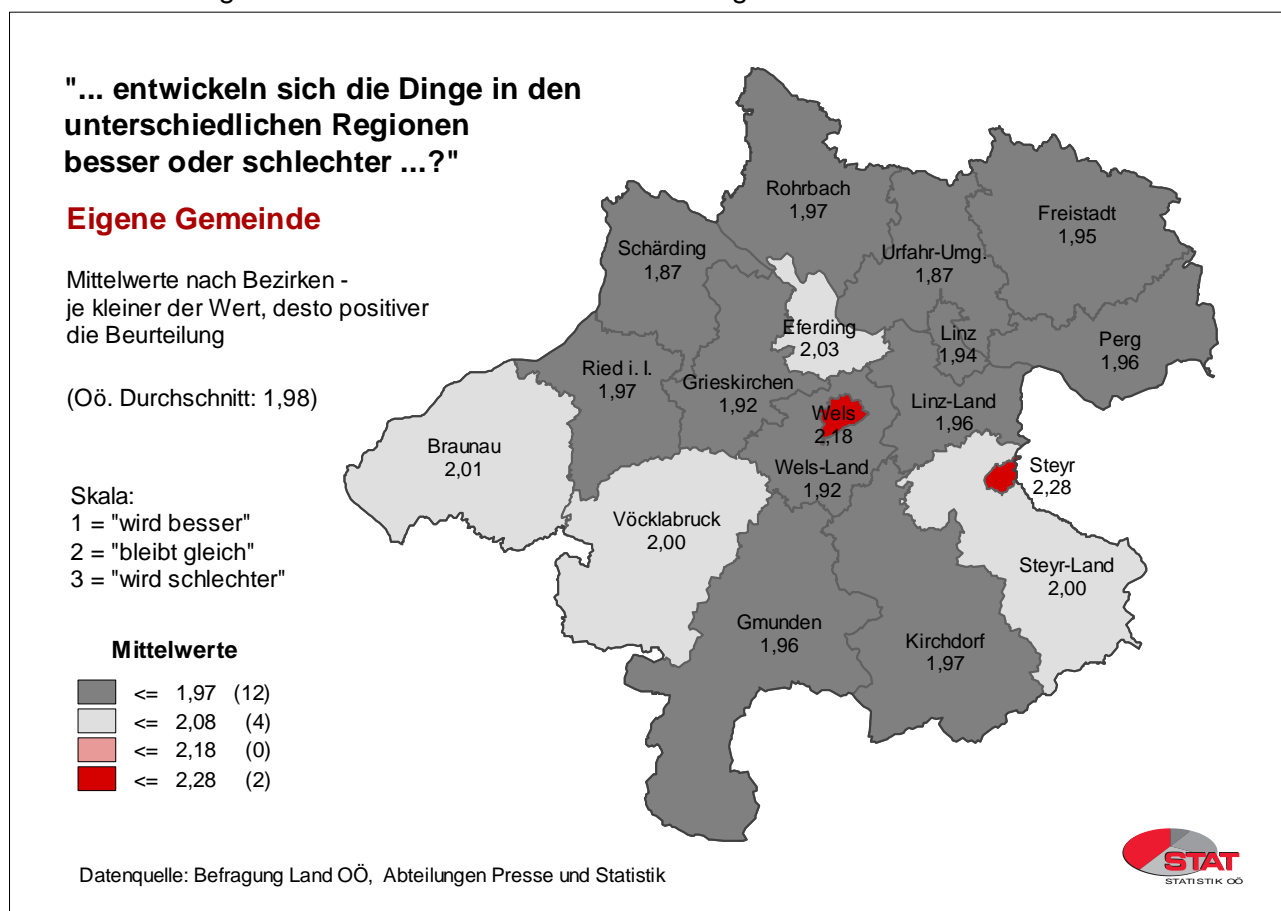 "... entwickeln sich die Dinge in den
unterschiedlichen Regionen
besser oder schlechter ...?"
Eigene Gemeinde
Mittelwerte nach Bezirken -
je kleiner der Wert, desto positiver
die Beurteilung
(Oö. Durchschnitt: 1,98)
Skala:
1 = "wird besser"
2 = "bleibt gleich"
3 = "wird schlechter"
Mittelwerte
<= 1,97 (12)
<= 2,08 (4)
<= 2,18 (0)
<= 2,28 (2)
Rohrbach
1,97
Freistadt
1,95
Schärding
1,87
Urfahr-Umg.
1,87
Eferding
2,03
Linz
1,94
Perg
1,96
Ried i. I.
1,97
Grieskirchen
1,92
Wels
2,18
Linz-Land
1,96
Braunau
2,01
Wels-Land
1,92
Steyr
2,28
Vöcklabruck
2,00
Steyr-Land
2,00
Gmunden
1,96
Kirchdorf
1,97
Datenquelle: Befragung Land OÖ, Abteilungen Presse und Statistik
STAT
STATISTIK OÖ